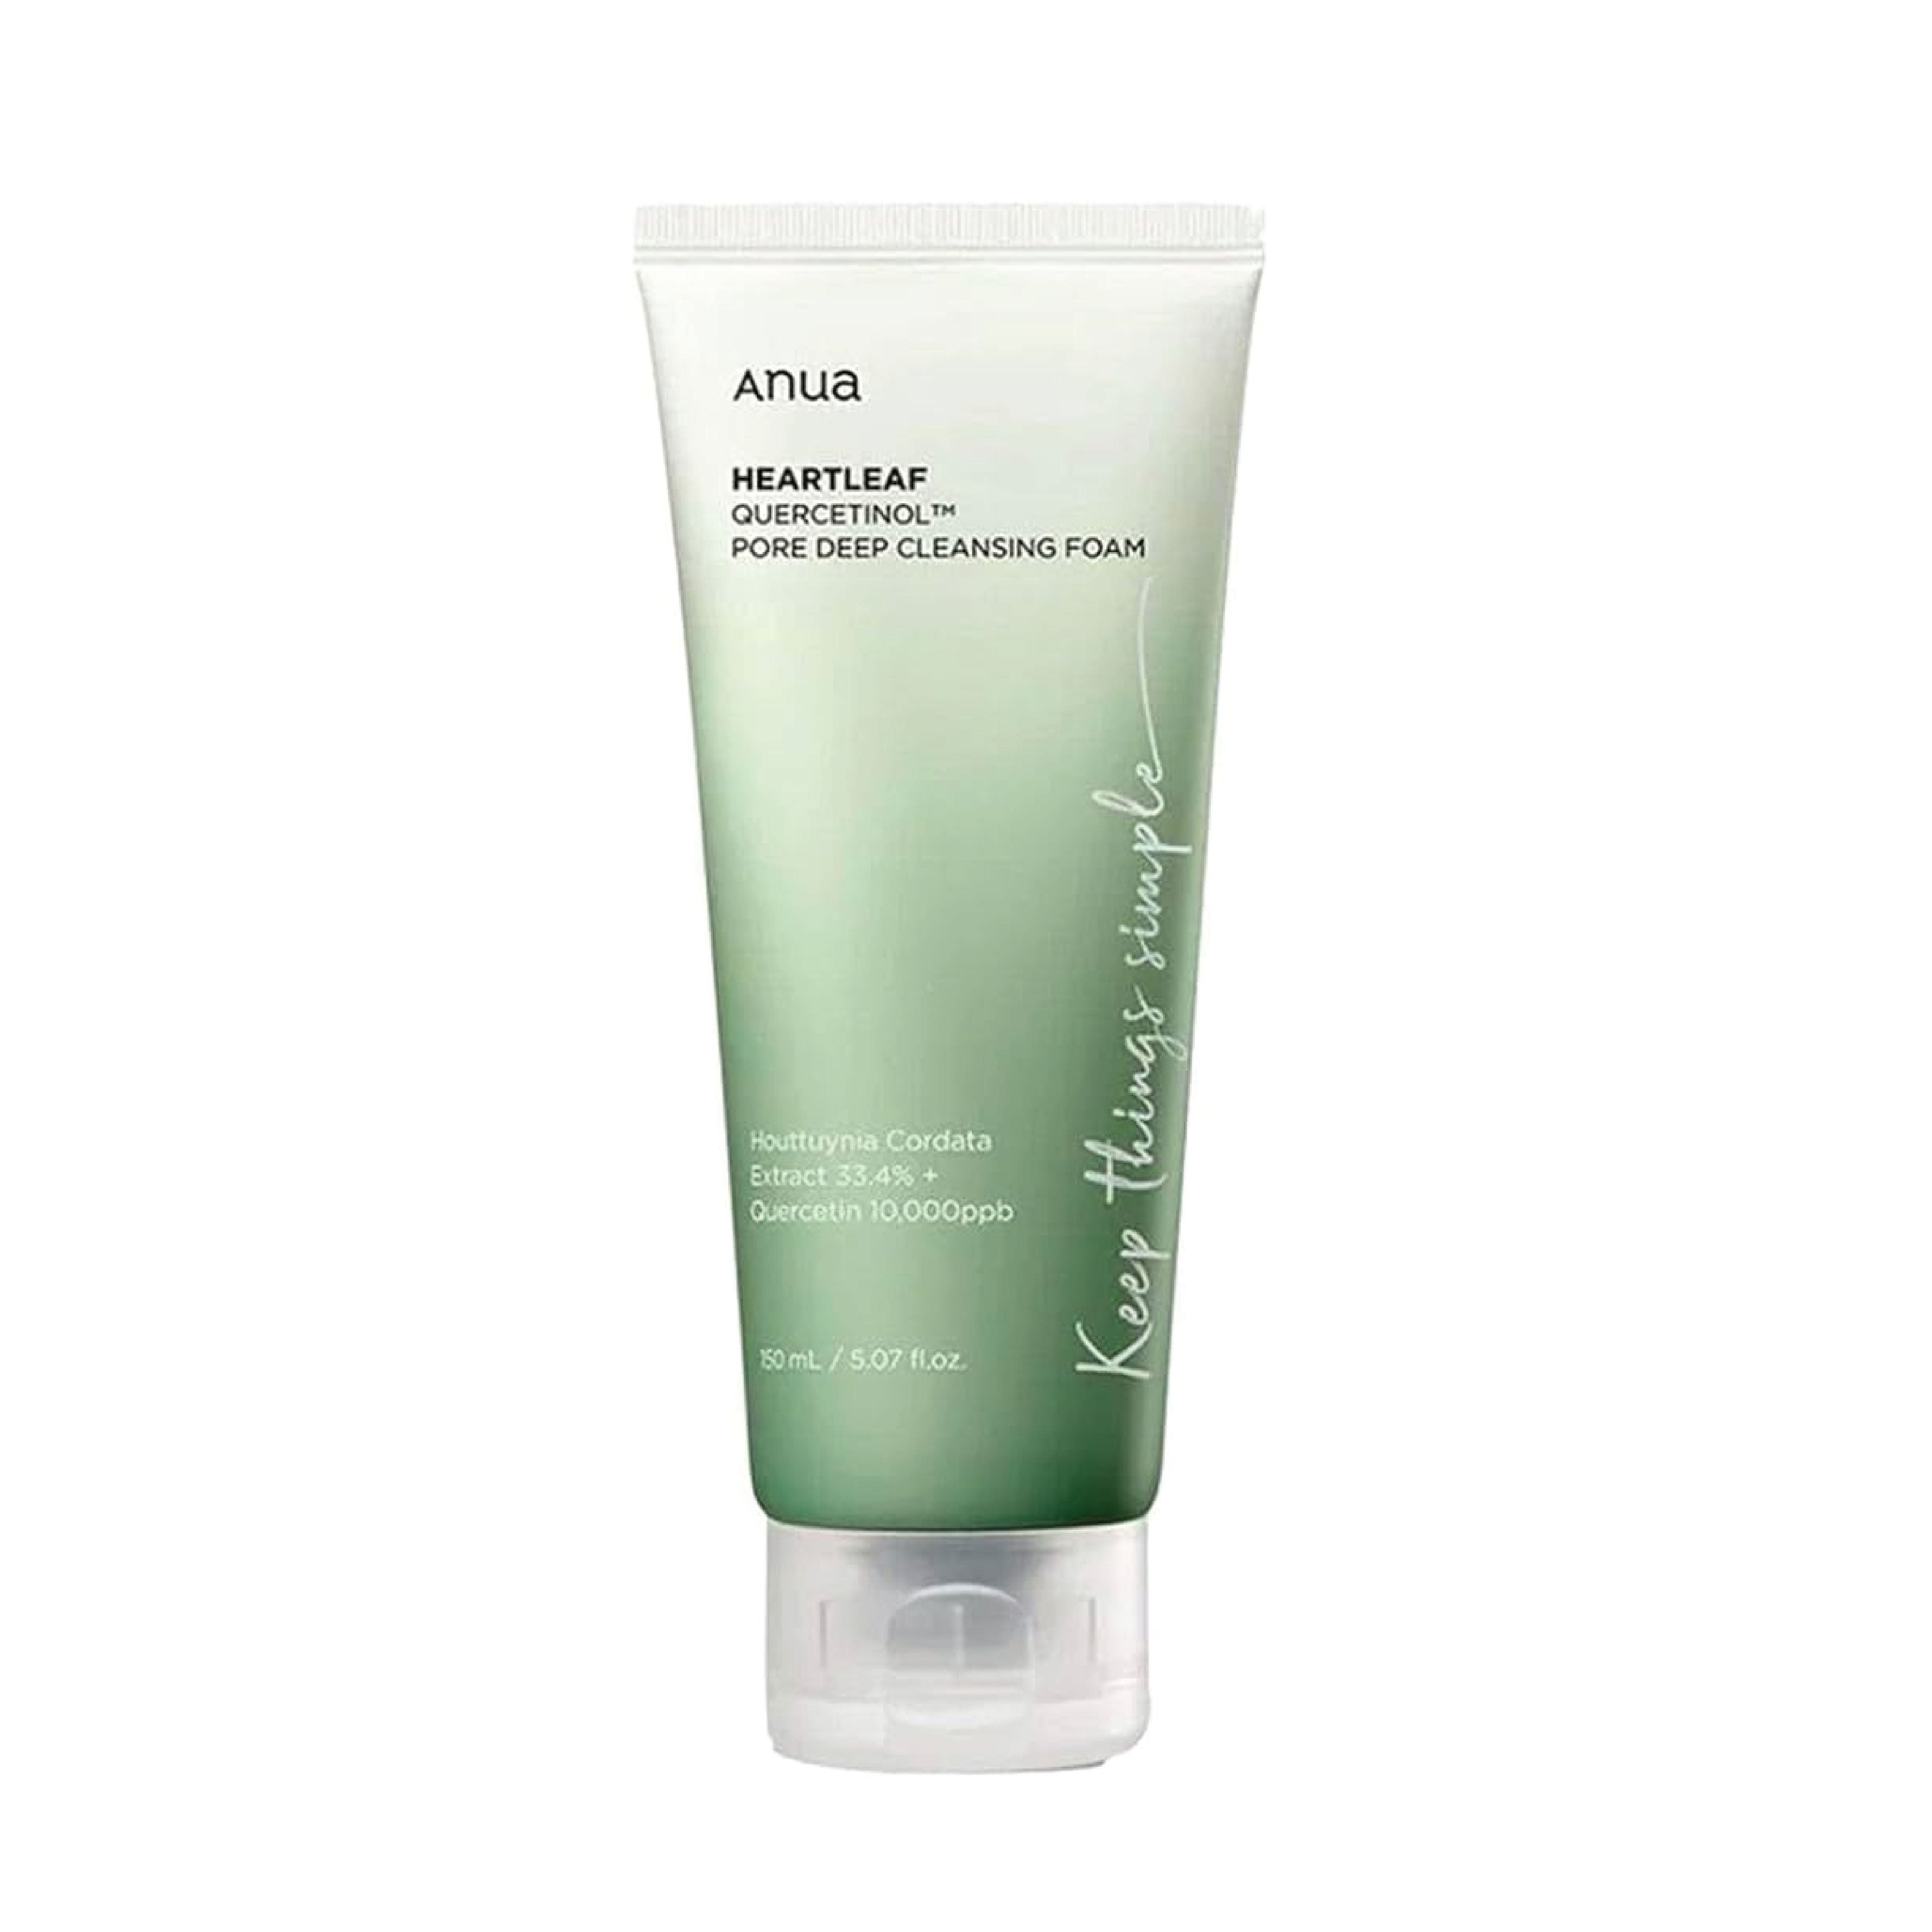 Anua
HEARTLEAF
QUERCETINOL™
PORE DEEP CLEANSING FOAM
Keep things simple
Houttuynia Cordata
Extract 33.4% +
Quercetin 10,000ppb
150 mL / 5.07 fl.oz.